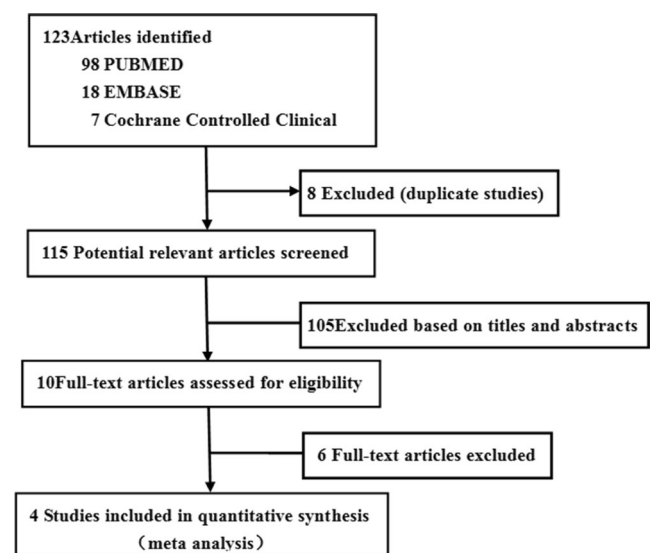 123Articles identified
98 PUBMED
18 EMBASE
7 Cochrane Controlled Clinical
8 Excluded (duplicate studies)
115 Potential relevant articles screened
105Excluded based on titles and abstracts
10Full-text articles assessed for eligibility
6 Full-text articles excluded
4 Studies included in quantitative synthesis
（meta analysis）